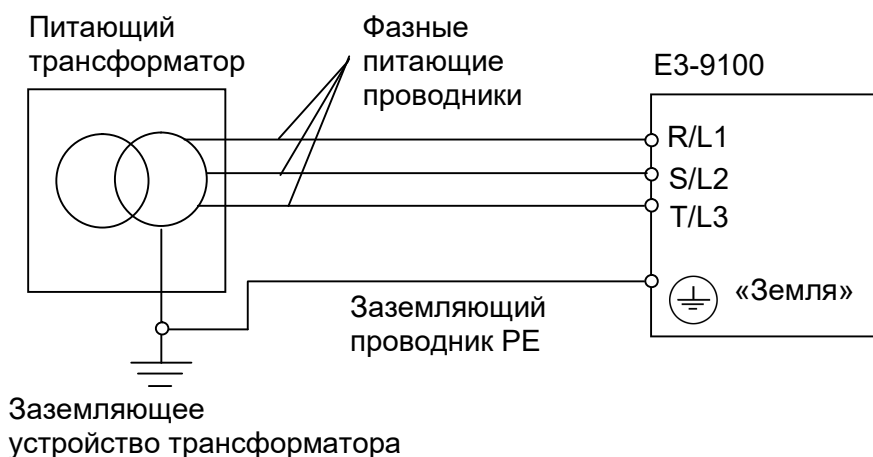 Питающий
трансформатор
Фазные
питающие
проводники
E3-9100
R/L1
S/L2
T/L3
«Земля»
Заземляющий
проводник PE
Заземляющее
устройство трансформатора